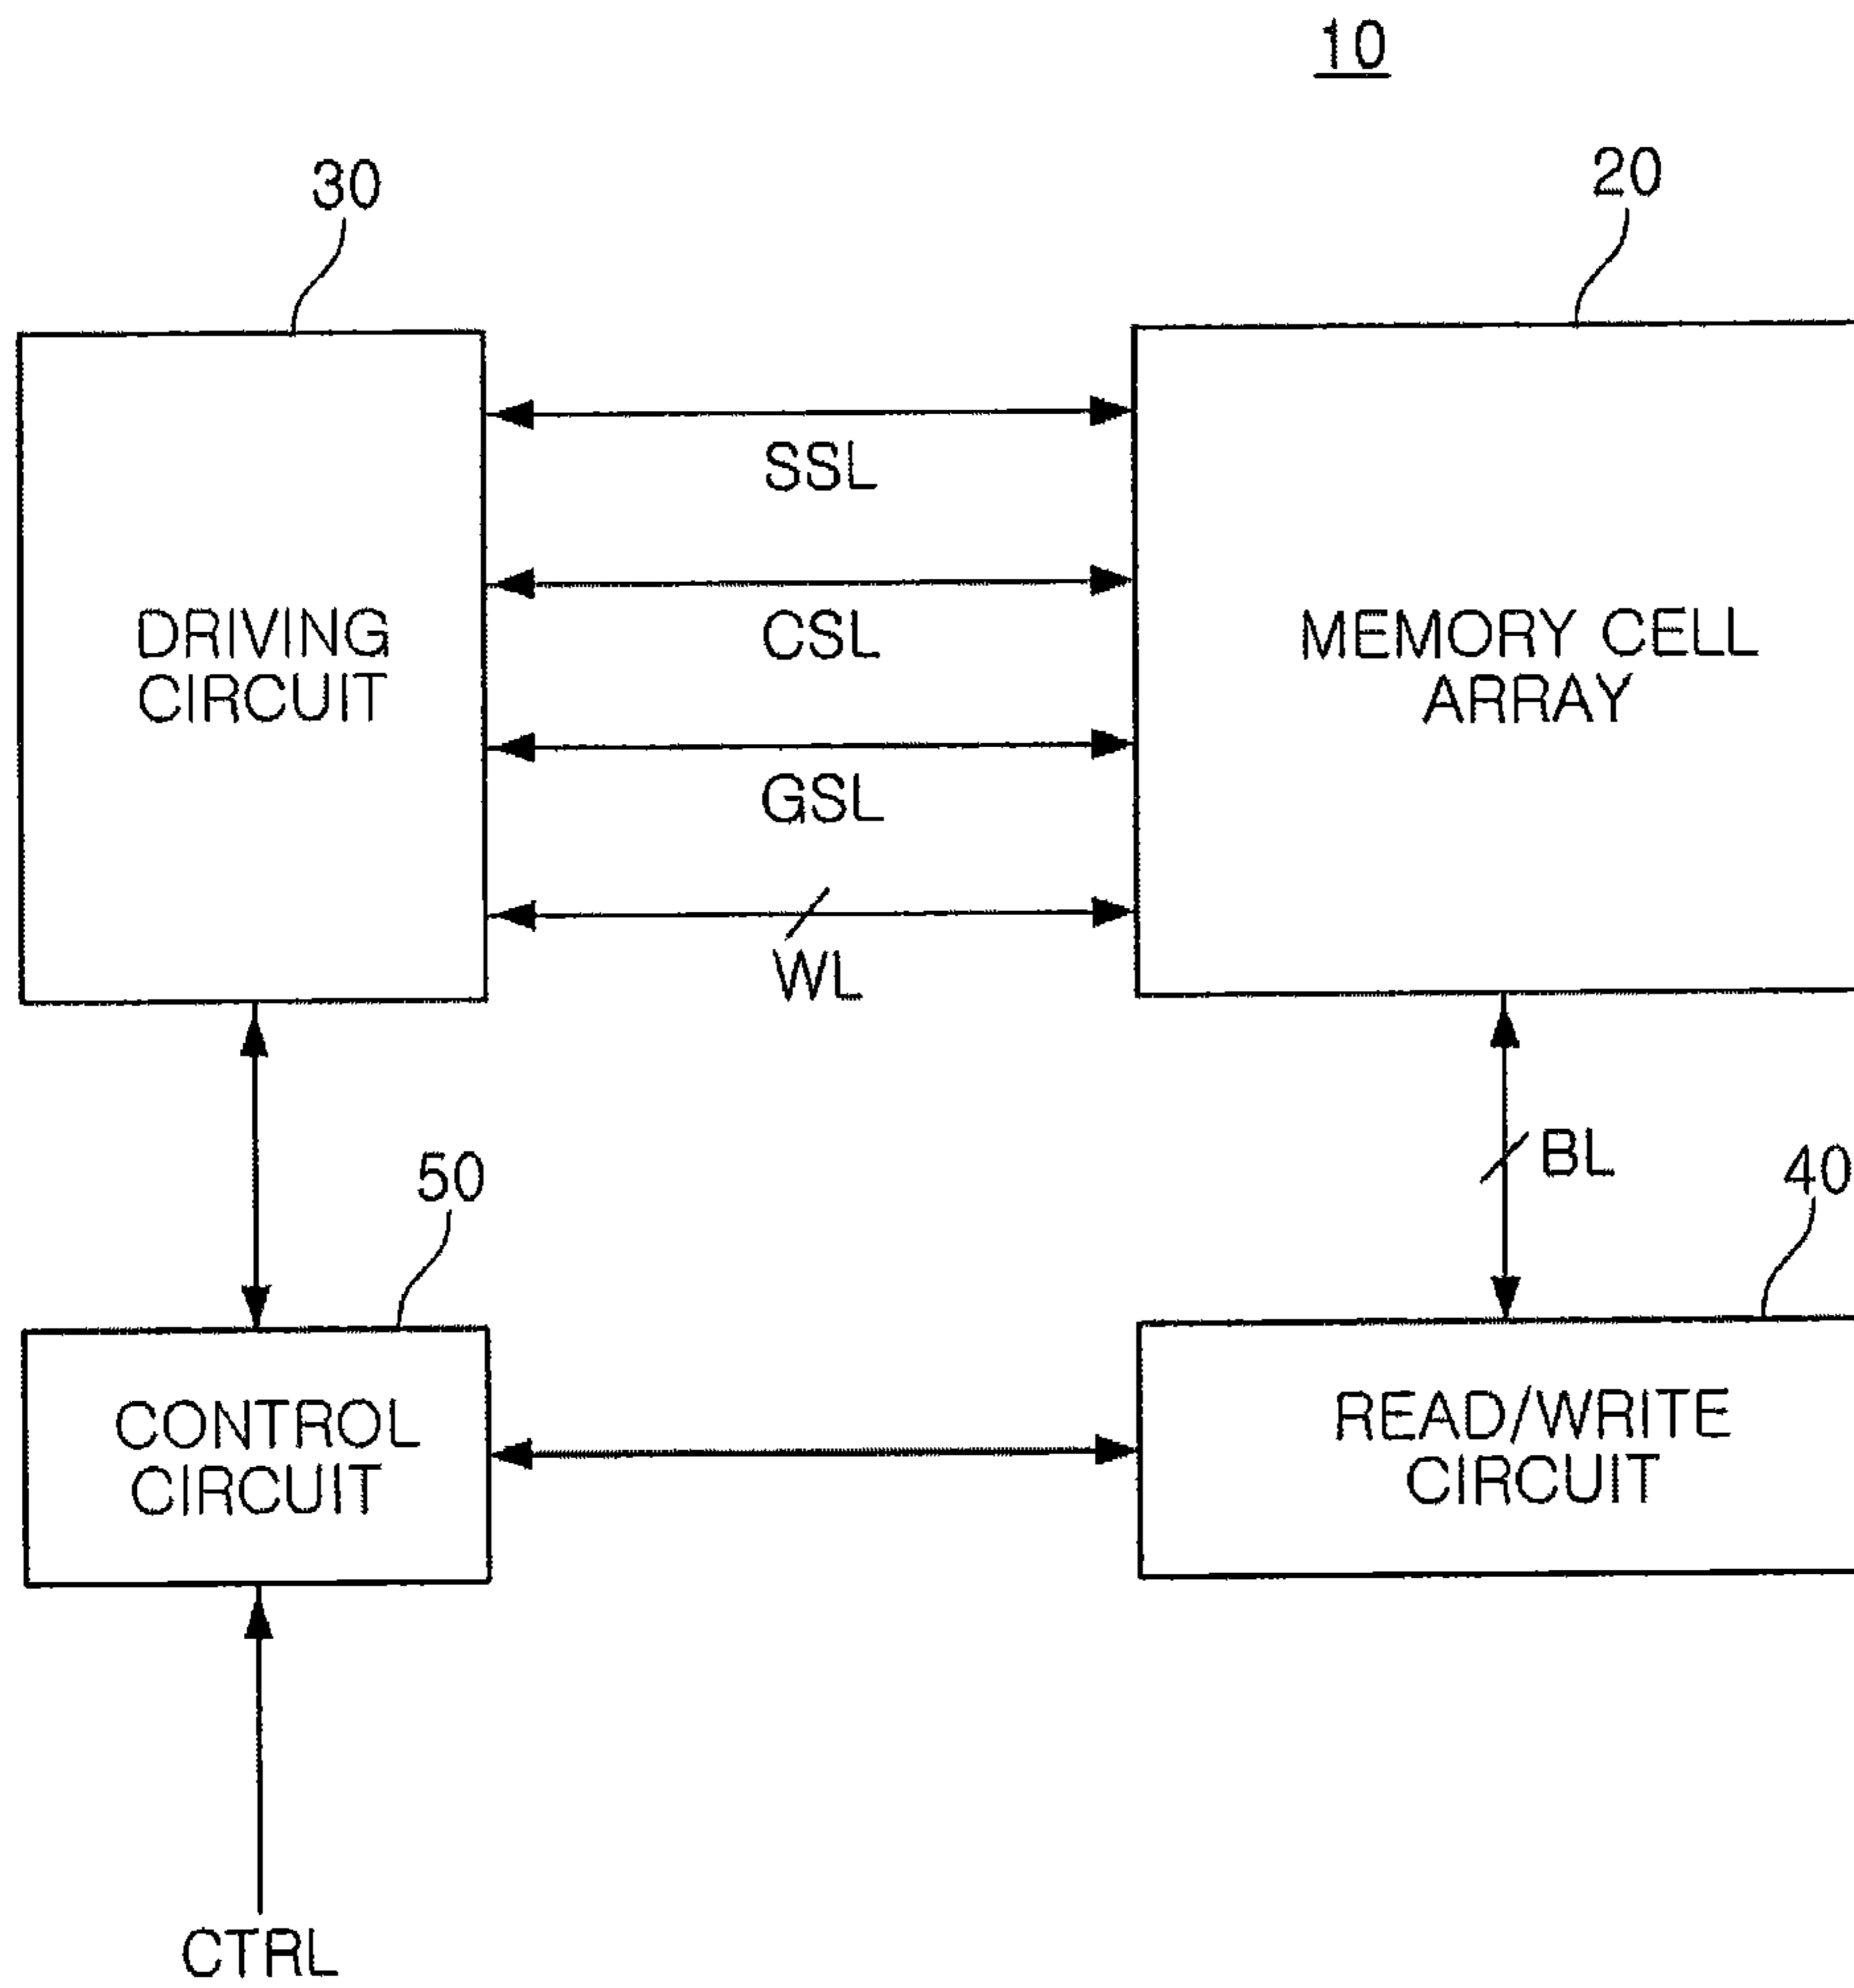 10
30
20
SSL
CSL
GSL
WL
DRIVING
CIRCUIT
MEMORY CELL
ARRAY
50
BL
40
CONTROL
CIRCUIT
READ/WRITE
CIRCUIT
CTRL